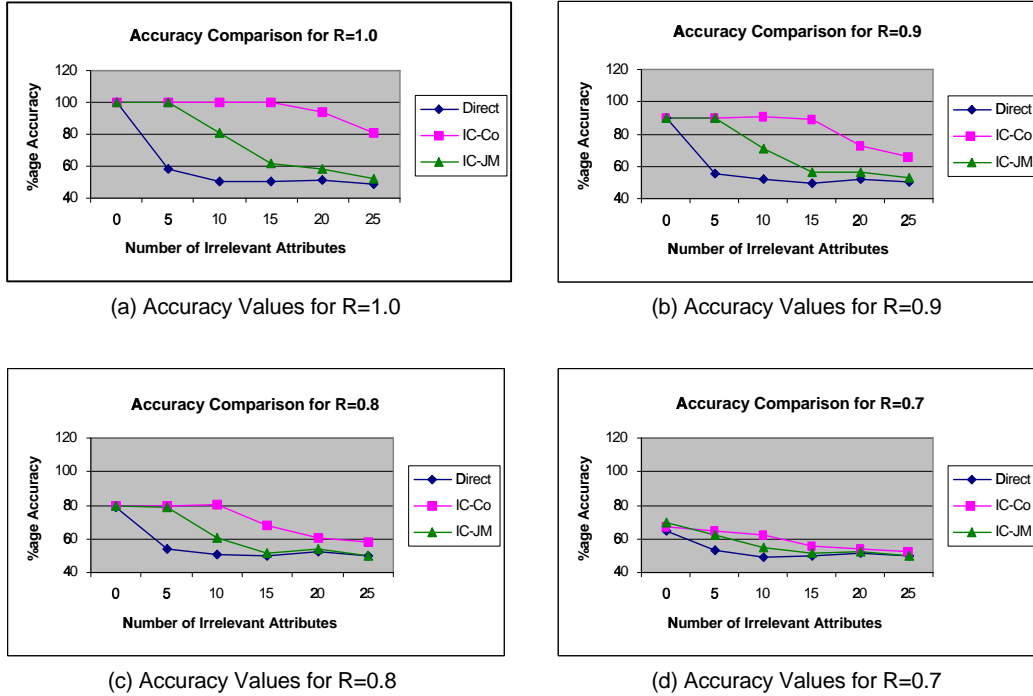 Accuracy Comparison for R=1.0
%age Accuracy
120
100
80
60
40
0 5 10 15 20 25
Number of Irrelevant Attributes
Direct
IC-Co
IC-JM
(a) Accuracy Values for R=1.0
Accuracy Comparison for R=0.9
%age Accuracy
120
100
80
60
40
0 5 10 15 20 25
Number of Irrelevant Attributes
Direct
IC-Co
IC-JM
(b) Accuracy Values for R=0.9
Accuracy Comparison for R=0.8
%age Accuracy
120
100
80
60
40
0 5 10 15 20 25
Number of Irrelevant Attributes
Direct
IC-Co
IC-JM
(c) Accuracy Values for R=0.8
Accuracy Comparison for R=0.7
%age Accuracy
120
100
80
60
40
0 5 10 15 20 25
Number of Irrelevant Attributes
Direct
IC-Co
IC-JM
(d) Accuracy Values for R=0.7